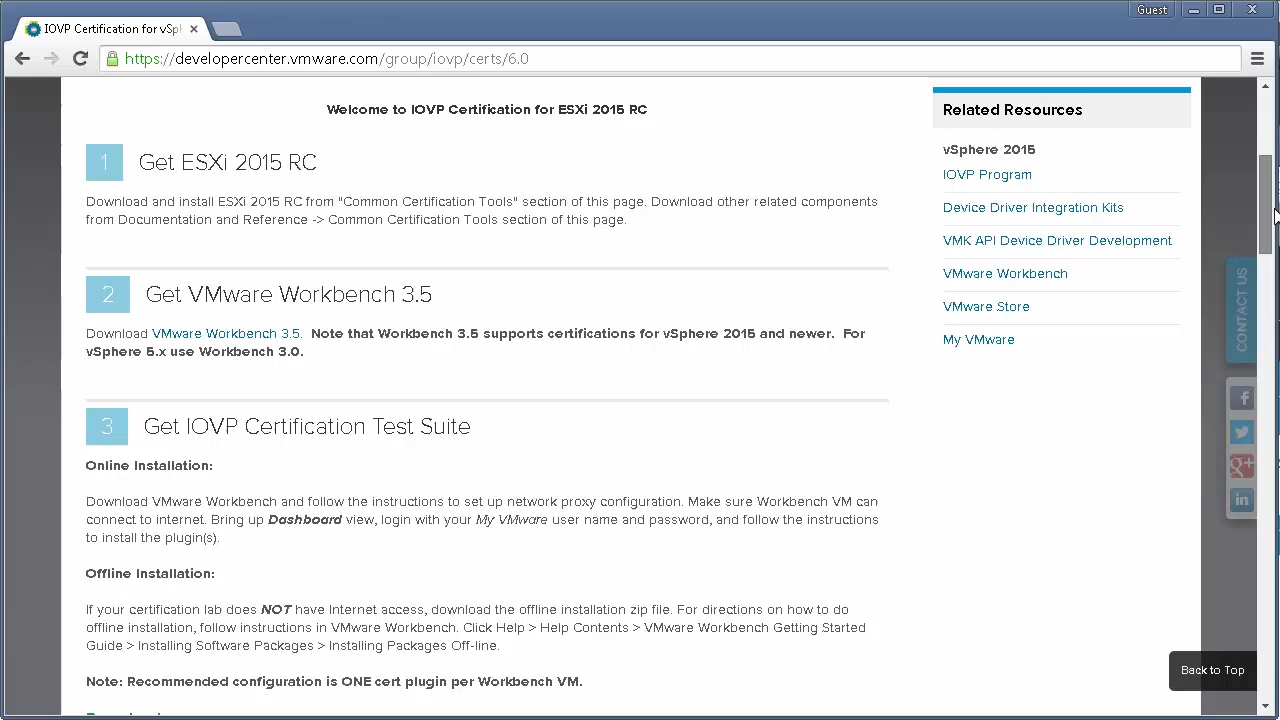 Guest
IOVP Certification for vSp
https://developercenter.vmware.com/group/iovp/certs/6.0
Welcome to IOVP Certification for ESXi 2015 RC
1 Get ESXi 2015 RC
Download and install ESXi 2015 RC from "Common Certification Tools" section of this page. Download other related components
from Documentation and Reference -> Common Certification Tools section of this page.
2 Get VMware Workbench 3.5
Download VMware Workbench 3.5. Note that Workbench 3.5 supports certifications for vSphere 2015 and newer. For
vSphere 5.x use Workbench 3.0.
3 Get IOVP Certification Test Suite
Online Installation:
Download VMware Workbench and follow the instructions to set up network proxy configuration. Make sure Workbench VM can
connect to internet. Bring up Dashboard view, login with your My VMware user name and password, and follow the instructions
to install the plugin(s).
Offline Installation:
If your certification lab does NOT have Internet access, download the offline installation zip file. For directions on how to do
offline installation, follow instructions in VMware Workbench. Click Help > Help Contents > VMware Workbench Getting Started
Guide > Installing Software Packages > Installing Packages Off-line.
Note: Recommended configuration is ONE cert plugin per Workbench VM.
Related Resources
vSphere 2015
IOVP Program
Device Driver Integration Kits
VMK API Device Driver Development
VMware Workbench
VMware Store
My VMware
CONTACT US
f
g+
in
Back to Top